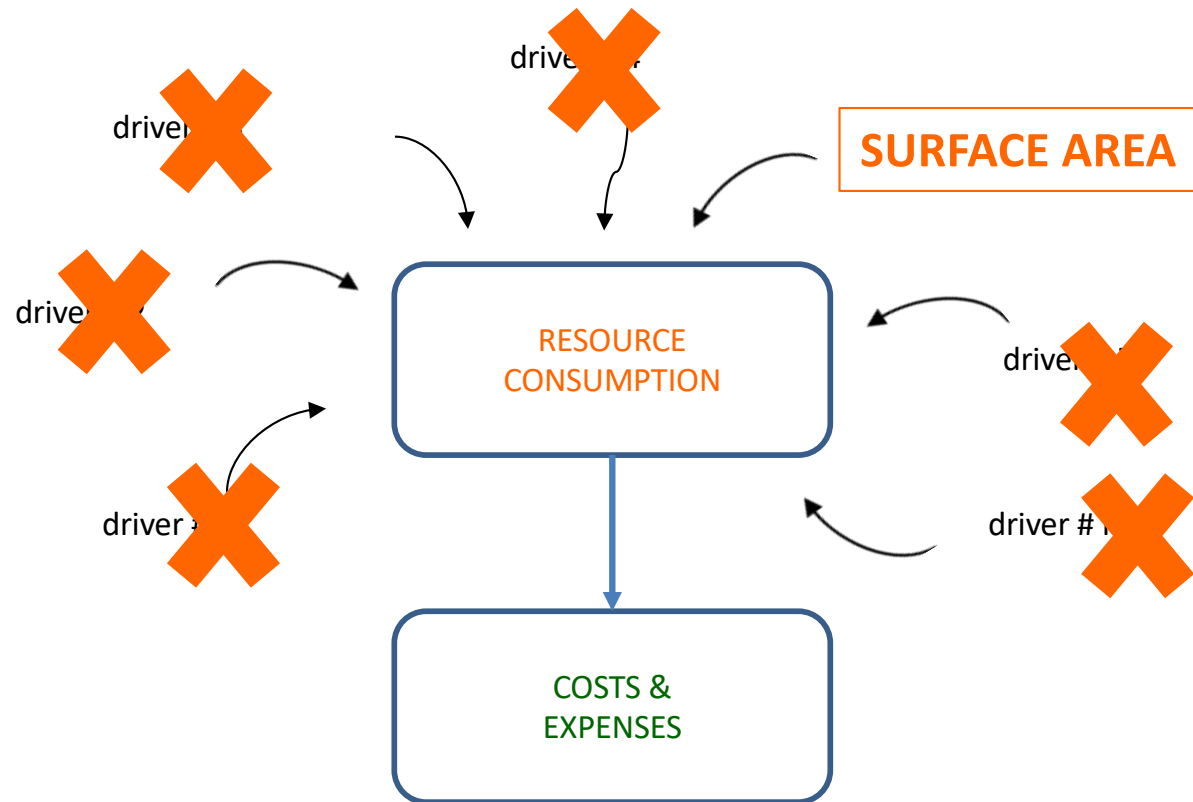 driver
driver
SURFACE AREA
driver
RESOURCE
CONSUMPTION
driver
driver #
driver #
COSTS &
EXPENSES